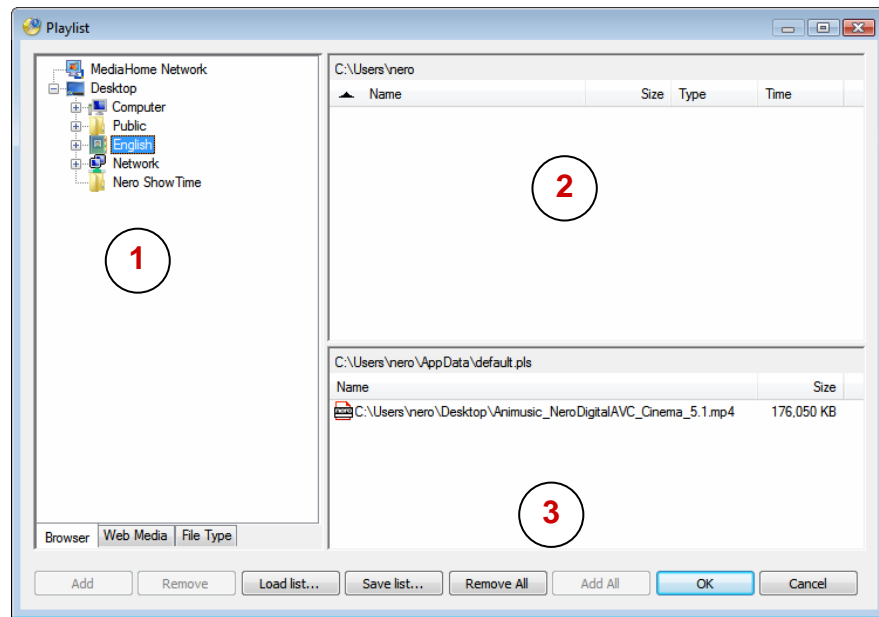 Playlist
MediaHome Network
Desktop
Computer
Public
English
Network
Nero ShowTime
1
Browser Web Media File Type
C:\Users\nero
Name Size Type Time
2
C:\Users\nero\AppData\default.pls
Name Size
C:\Users\nero\Desktop\Animusic_NeroDigitalAVC_Cinema_5.1.mp4 176,050 KB
3
Add Remove Load list... Save list... Remove All Add All OK Cancel